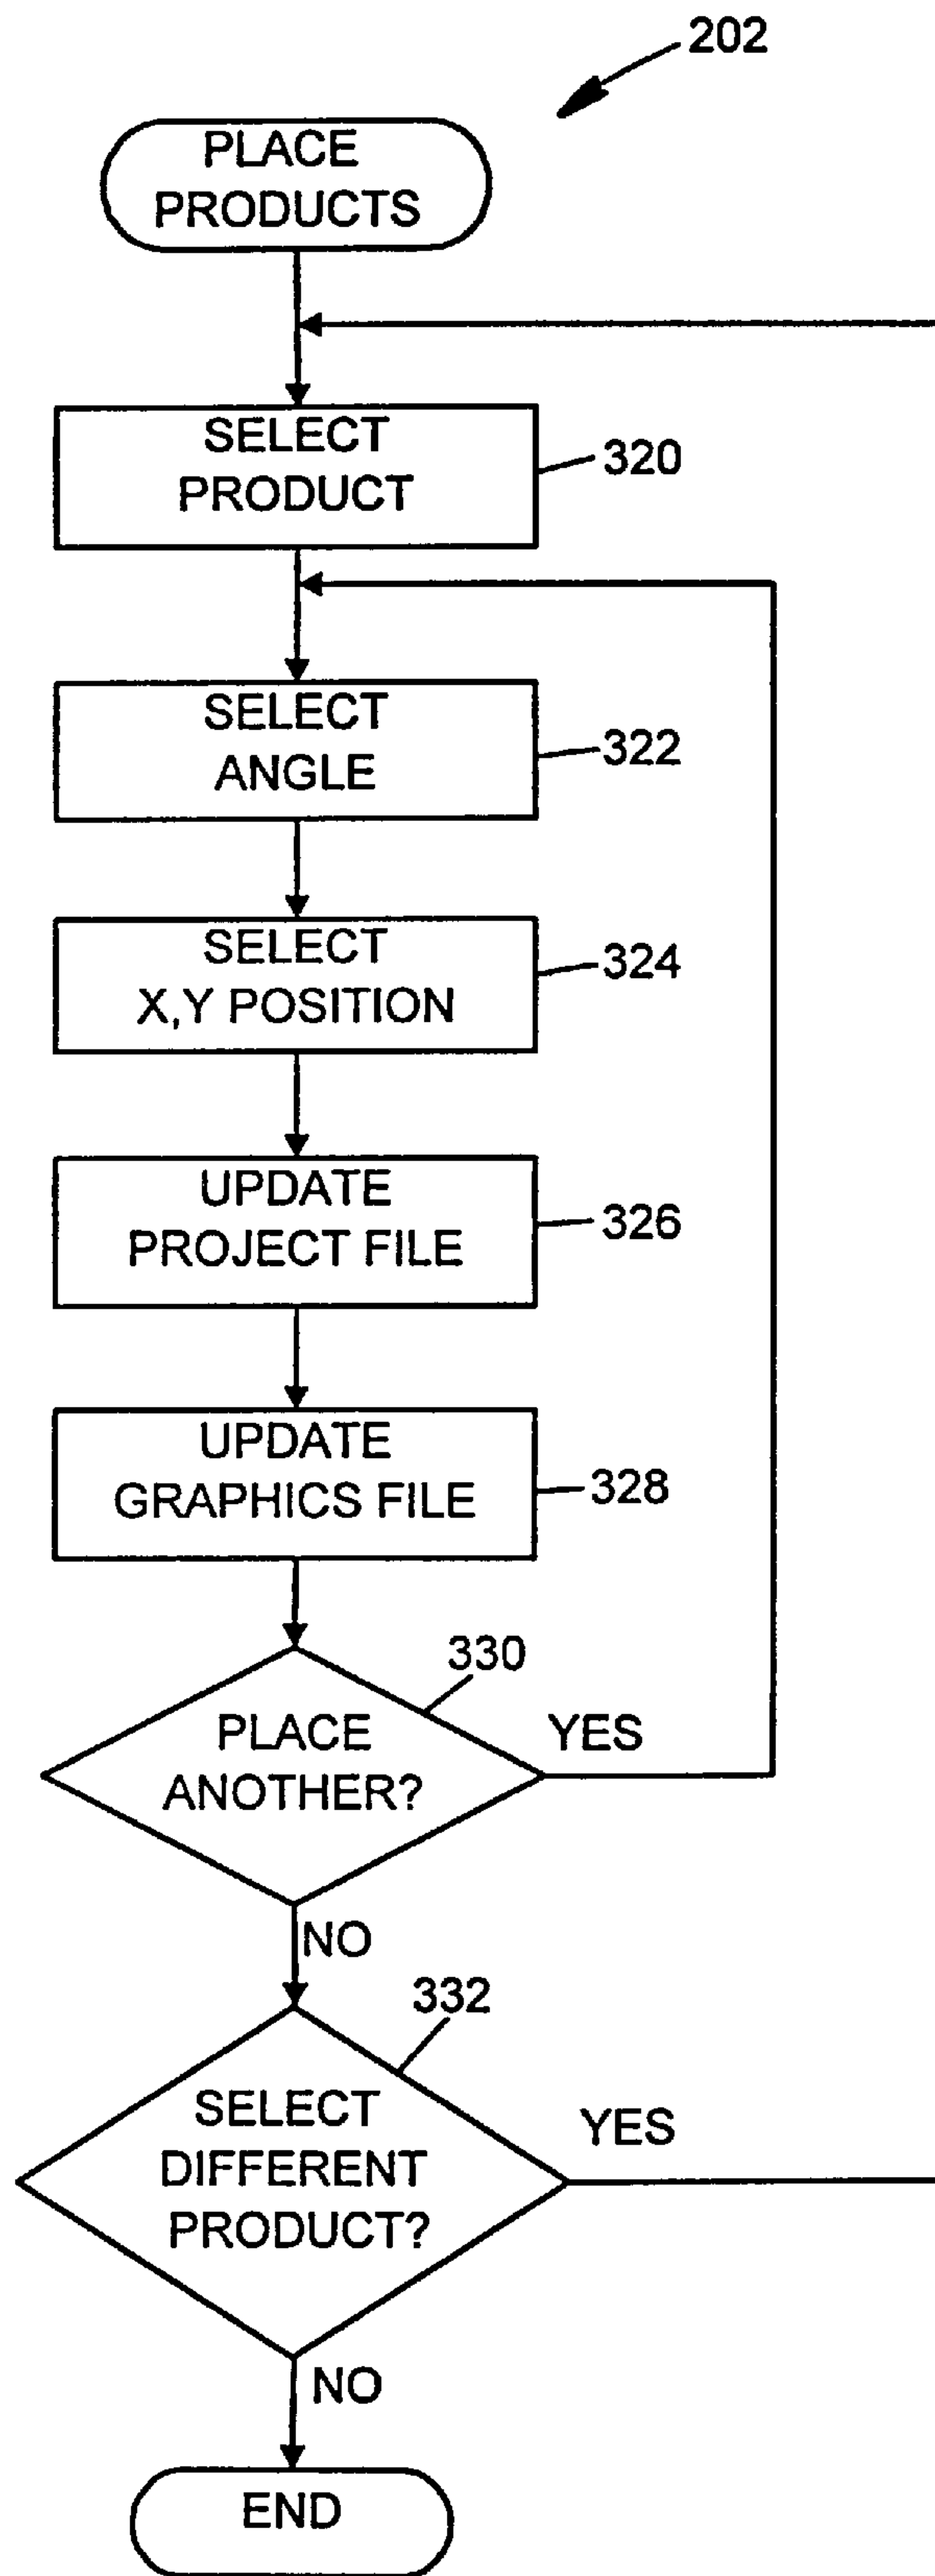 202
PLACE
PRODUCTS
SELECT
PRODUCT
320
SELECT
ANGLE
322
SELECT
X,Y POSITION
324
UPDATE
PROJECT FILE
326
UPDATE
GRAPHICS FILE
328
330
PLACE
ANOTHER?
YES
NO
332
SELECT
DIFFERENT
PRODUCT?
YES
NO
END